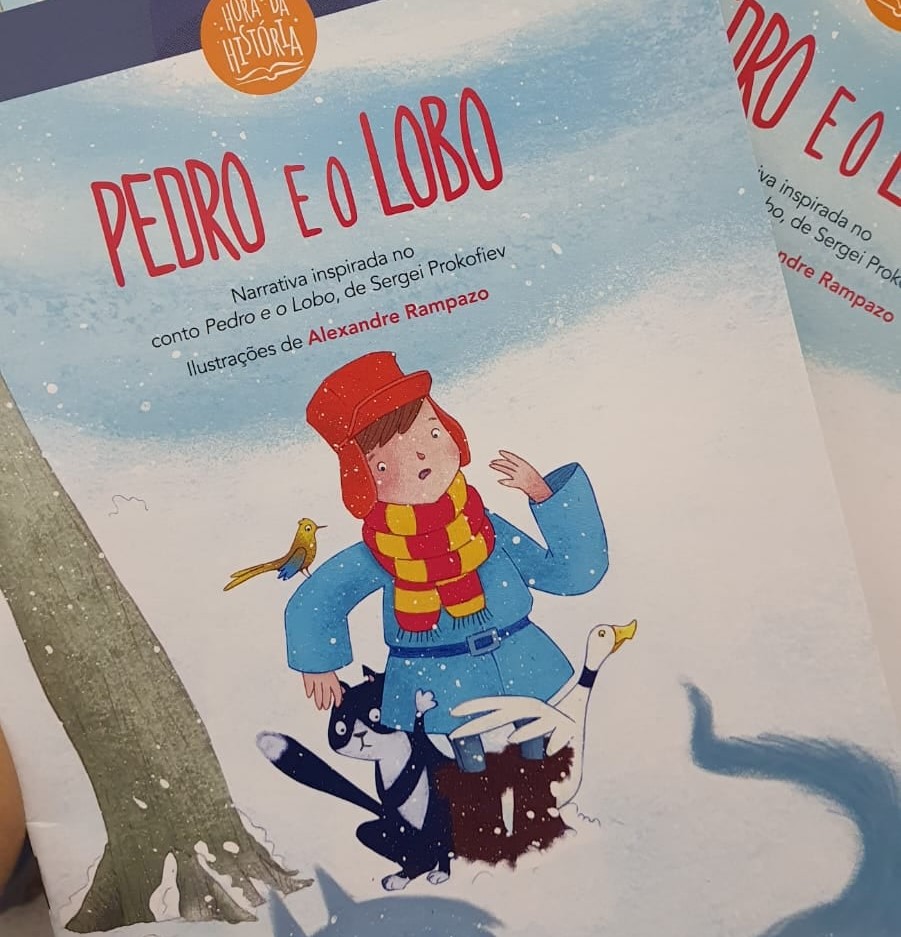 HORA DA
HISTÓRIA
PEDRO E O LOBO
Narrativa inspirada no
conto Pedro e o Lobo, de Sergei Prokofiev
Ilustrações de Alexandre Rampazo
DRO E O L
va inspirada no
bo, de Sergei Prok
ndre Rampazo